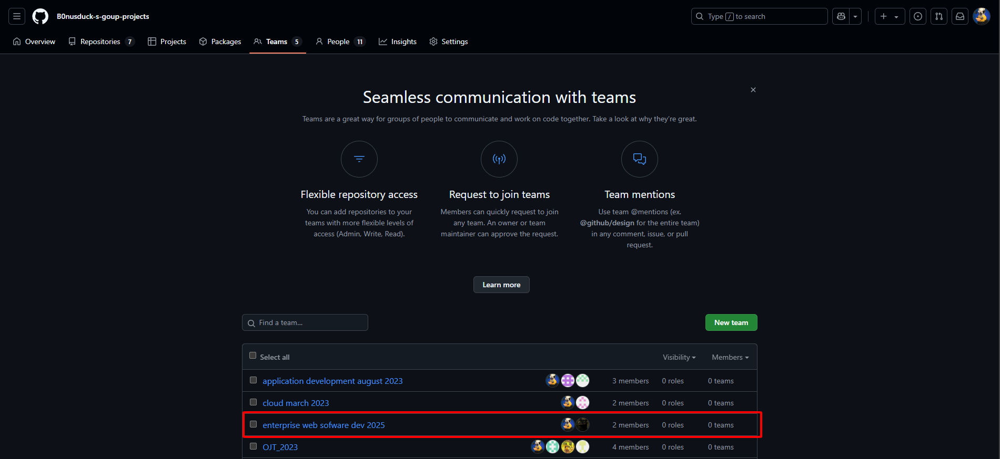 B0nusduck-s-goup-projects
Type / to search
Overview Repositories 7 Projects Packages Teams 5 People 11 Insights Settings
Seamless communication with teams
Teams are a great way for groups of people to communicate and work on code together. Take a look at why they're great.
Flexible repository access
You can add repositories to your
teams with more flexible levels of
access (Admin, Write, Read).
Request to join teams
Members can quickly request to join
any team. An owner or team
maintainer can approve the request.
Team mentions
Use team @mentions (ex.
@github/design for the entire team)
in any comment, issue, or pull
request.
Learn more
Find a team...
New team
Select all Visibility Members
application development august 2023 3 members 0 roles 0 teams
cloud march 2023 2 members 0 roles 0 teams
enterprise web sofware dev 2025 2 members 0 roles 0 teams
OJT_2023 4 members 0 roles 0 teams